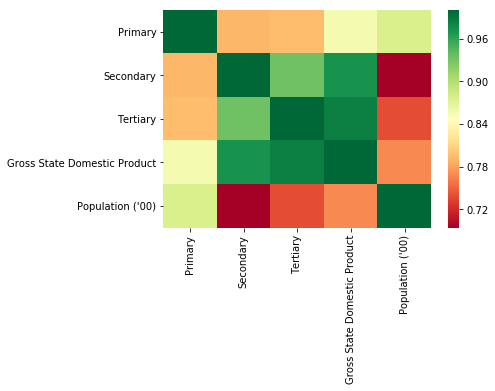 Primary
Secondary
Tertiary
Gross State Domestic Product
Population ('00)
Primary
Secondary
Tertiary
Gross State Domestic Product
Population ('00)
0.96
0.90
0.84
0.78
0.72